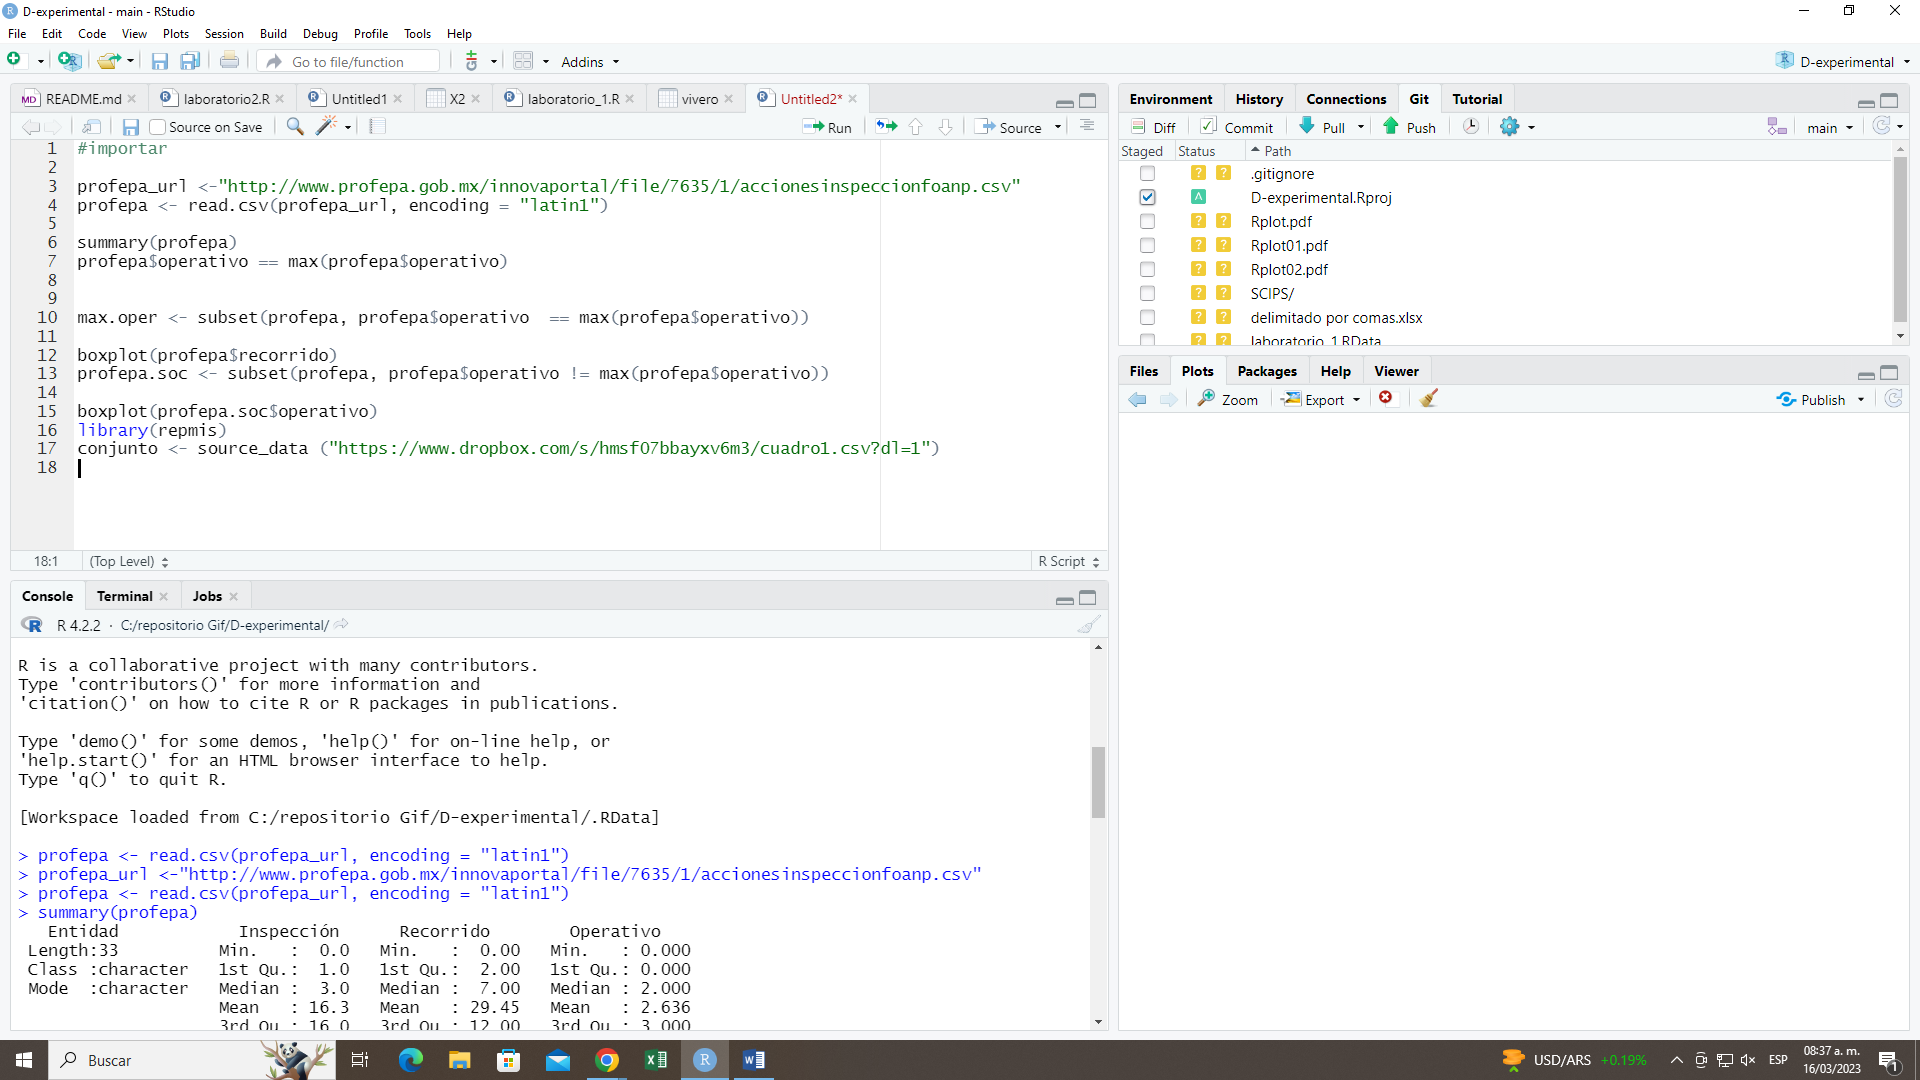 D-experimental - main - RStudio
File Edit Code View Plots Session Build Debug Profile Tools Help
Go to file/function Addins D-experimental
README.md laboratorio2.R Untitled1 X2 laboratorio_1.R vivero Untitled2*
Source on Save Run Source
1 #importar
2
3 profepa_url <-"http://www.profepa.gob.mx/innovaportal/file/7635/1/accionesinspeccionfoanp.csv"
4 profepa <- read.csv(profepa_url, encoding = "latin1")
5
6 summary(profepa)
7 profepa$operativo == max(profepa$operativo)
8
9
10 max.oper <- subset(profepa, profepa$operativo  == max(profepa$operativo))
11
12 boxplot(profepa$recorrido)
13 profepa.soc <- subset(profepa, profepa$operativo != max(profepa$operativo))
14
15 boxplot(profepa.soc$operativo)
16 library(repmis)
17 conjunto <- source_data ("https://www.dropbox.com/s/hmsf07bbayxv6m3/cuadro1.csv?dl=1")
18
18:1 (Top Level) R Script
Console Terminal Jobs
R 4.2.2 · C:/repositorio Gif/D-experimental/
R is a collaborative project with many contributors.
Type 'contributors()' for more information and
'citation()' on how to cite R or R packages in publications.
Type 'demo()' for some demos, 'help()' for on-line help, or
'help.start()' for an HTML browser interface to help.
Type 'q()' to quit R.
[Workspace loaded from C:/repositorio Gif/D-experimental/.RData]
> profepa <- read.csv(profepa_url, encoding = "latin1")
> profepa_url <-"http://www.profepa.gob.mx/innovaportal/file/7635/1/accionesinspeccionfoanp.csv"
> profepa <- read.csv(profepa_url, encoding = "latin1")
> summary(profepa)
Entidad Inspección Recorrido Operativo
Length:33 Min. : 0.0 Min. : 0.00 Min. : 0.000
Class :character 1st Qu.: 1.0 1st Qu.: 2.00 1st Qu.: 0.000
Mode :character Median : 3.0 Median : 7.00 Median : 2.000
Mean : 16.3 Mean : 29.45 Mean : 2.636
3rd Qu.: 16.0 3rd Qu.: 12.00 3rd Qu.: 3.000
Environment History Connections Git Tutorial
Diff Commit Pull Push main
Staged Status Path
? ? .gitignore
A D-experimental.Rproj
? ? Rplot.pdf
? ? Rplot01.pdf
? ? Rplot02.pdf
? ? SCIPS/
? ? delimitado por comas.xlsx
? ? laboratorio_1.RData
Files Plots Packages Help Viewer
Zoom Export Publish
Buscar
USD/ARS +0.19% ESP 08:37 a. m.
16/03/2023
1